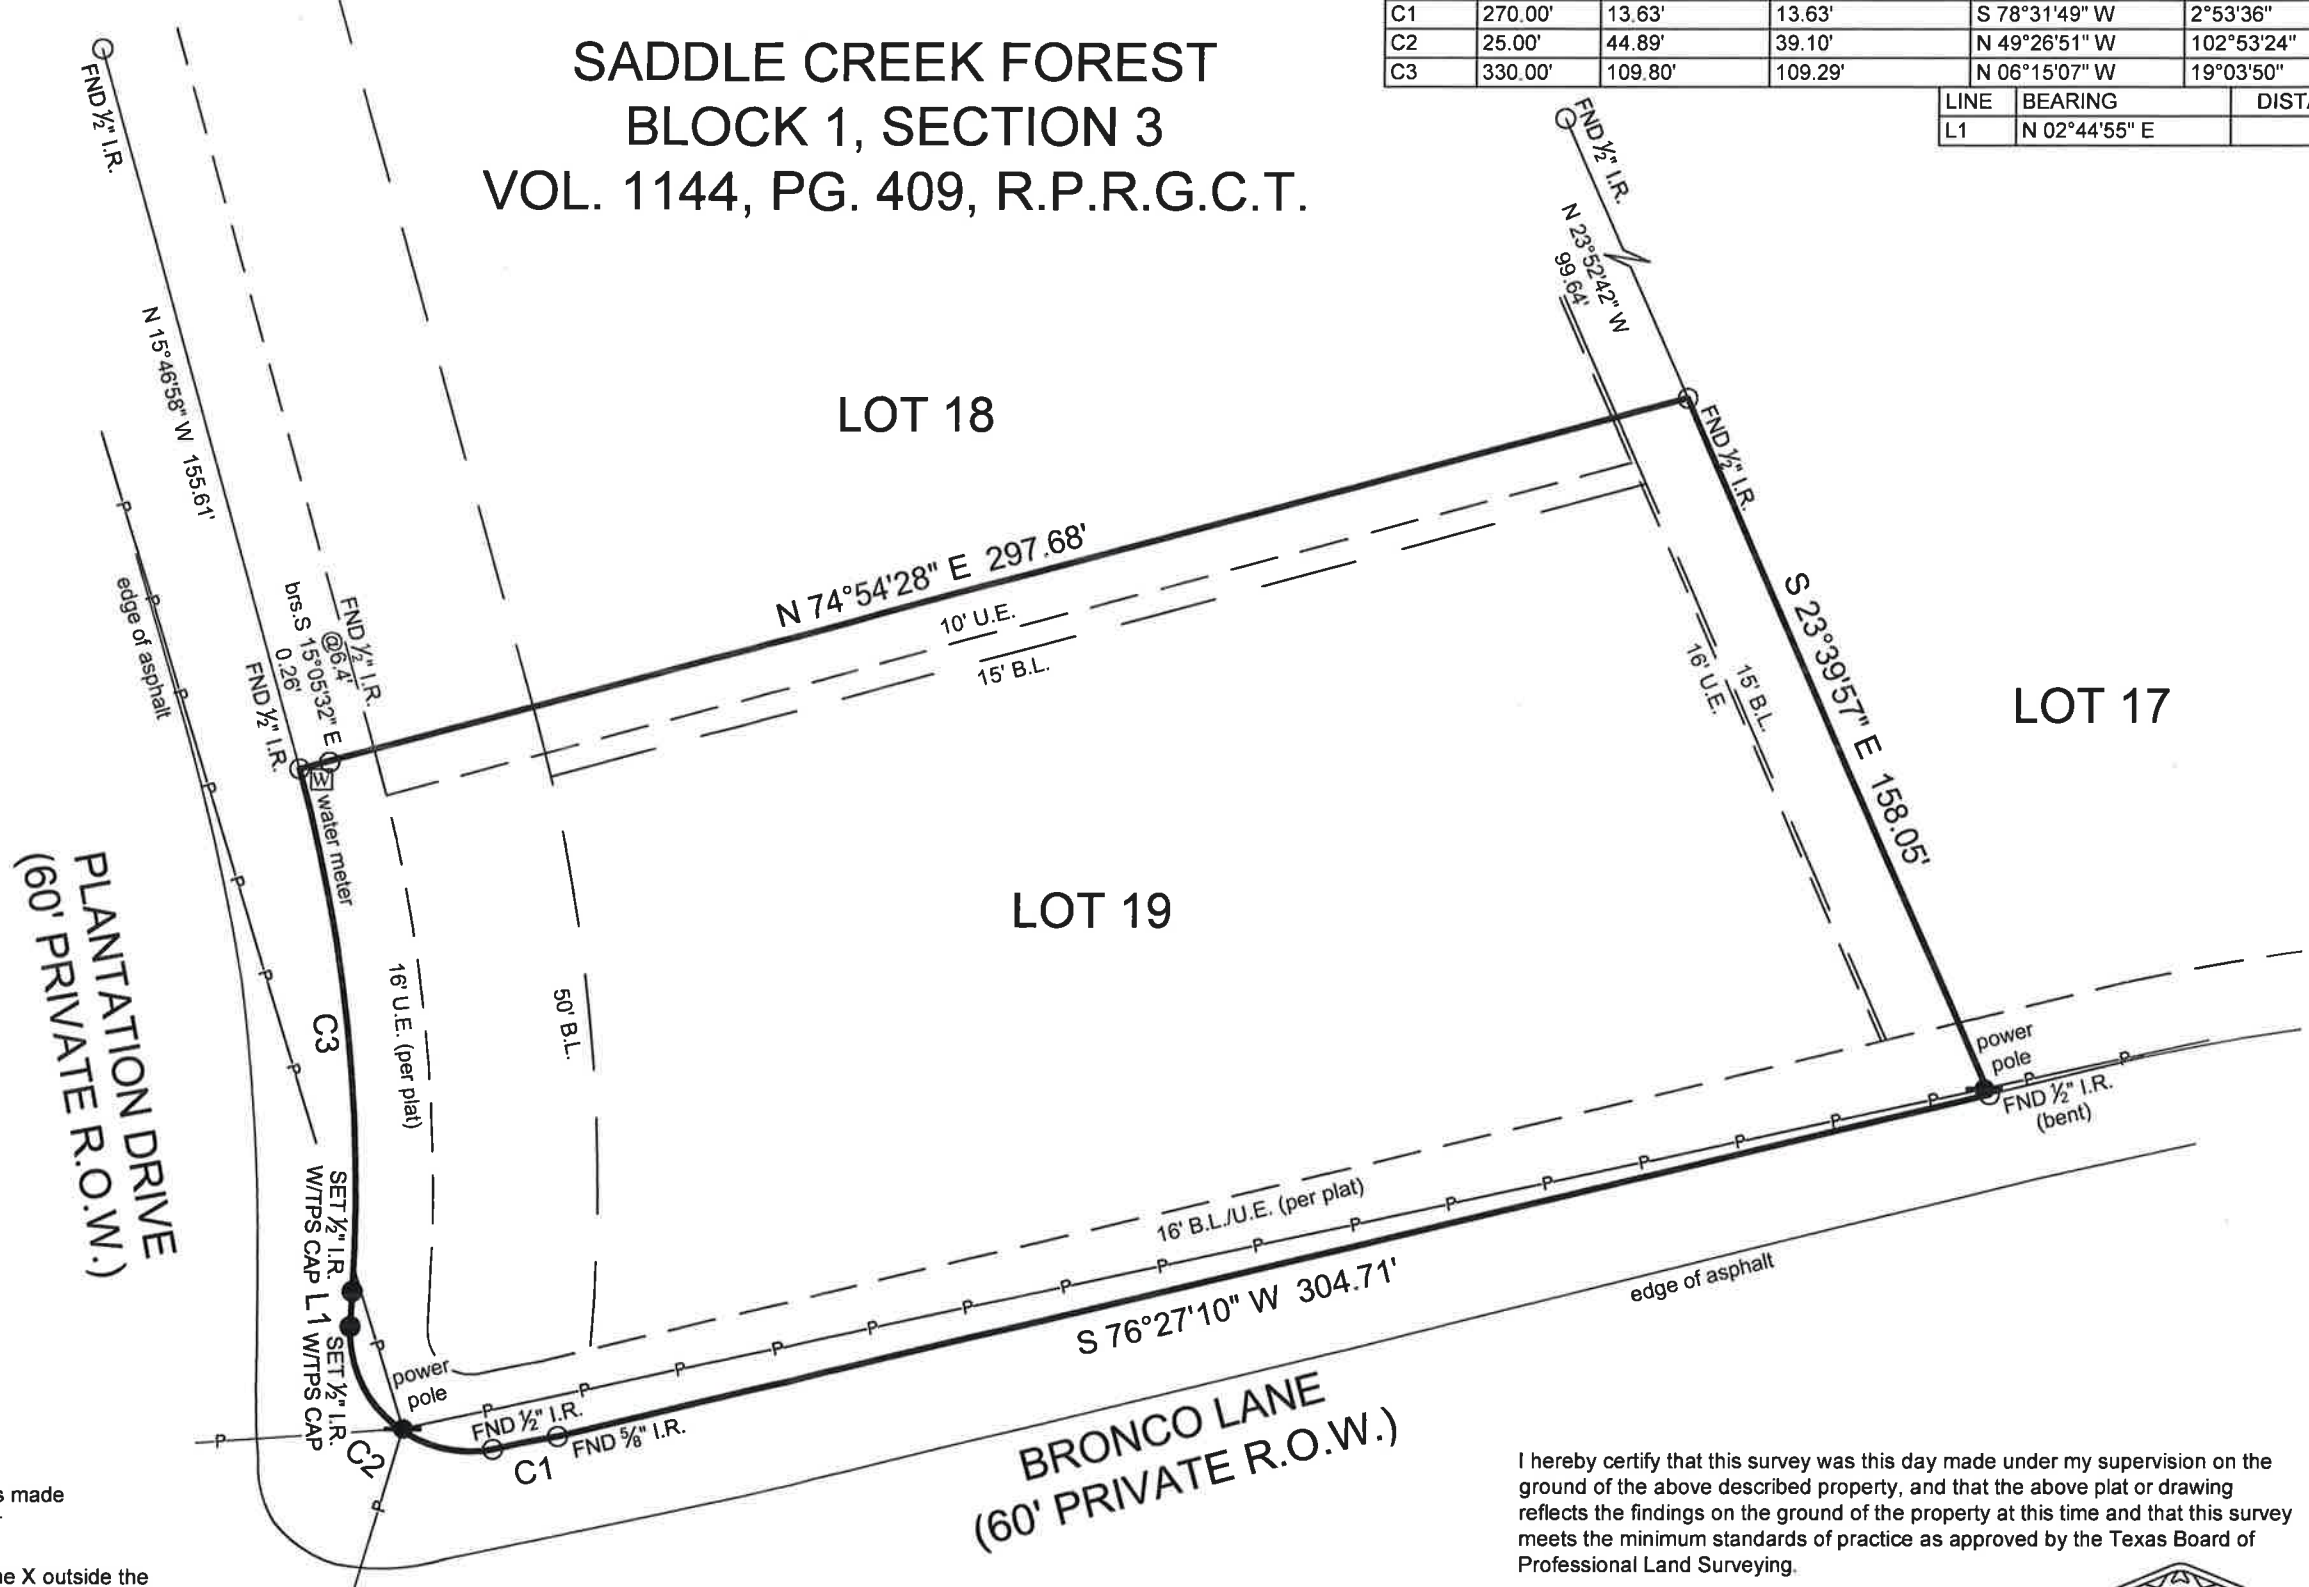 C1 270.00' 13.63' 13.63' S 78°31'49" W 2°53'36"
C2 25.00' 44.89' 39.10' N 49°26'51" W 102°53'24"
C3 330.00' 109.80' 109.29' N 06°15'07" W 19°03'50"
LINE BEARING
L1 N 02°44'55" E
SADDLE CREEK FOREST
BLOCK 1, SECTION 3
VOL. 1144, PG. 409, R.P.R.G.C.T.
FND ½" I.R.
FND ½" I.R.
N 23°52'42" W
99.64'
N 15°46'58" W 155.61'
LOT 18
FND ½" I.R.
N 74°54'28" E 297.68'
10' U.E.
15' B.L.
edge of asphalt
FND ½" I.R.
@6.4'
brs.S 15°05'32" E
0.26'
FND ½" I.R.
W
water meter
S 23°39'57" E 158.05'
16' U.E.
15' B.L.
LOT 17
LOT 19
PLANTATION DRIVE
(60' PRIVATE R.O.W.)
C3
16' U.E. (per plat)
50' B.L.
power
pole
FND ½" I.R.
(bent)
SET ½" I.R.
W/TPS CAP
L1
SET ½" I.R.
W/TPS CAP
16' B.L./U.E. (per plat)
S 76°27'10" W 304.71'
edge of asphalt
power
pole
FND ½" I.R.
FND ⅝" I.R.
C2
C1
BRONCO LANE
(60' PRIVATE R.O.W.)
P P P P P P P
P P P P P P P P P P P P P P P P P P
P P P
made
X outside the
I hereby certify that this survey was this day made under my supervision on the
ground of the above described property, and that the above plat or drawing
reflects the findings on the ground of the property at this time and that this survey
meets the minimum standards of practice as approved by the Texas Board of
Professional Land Surveying.